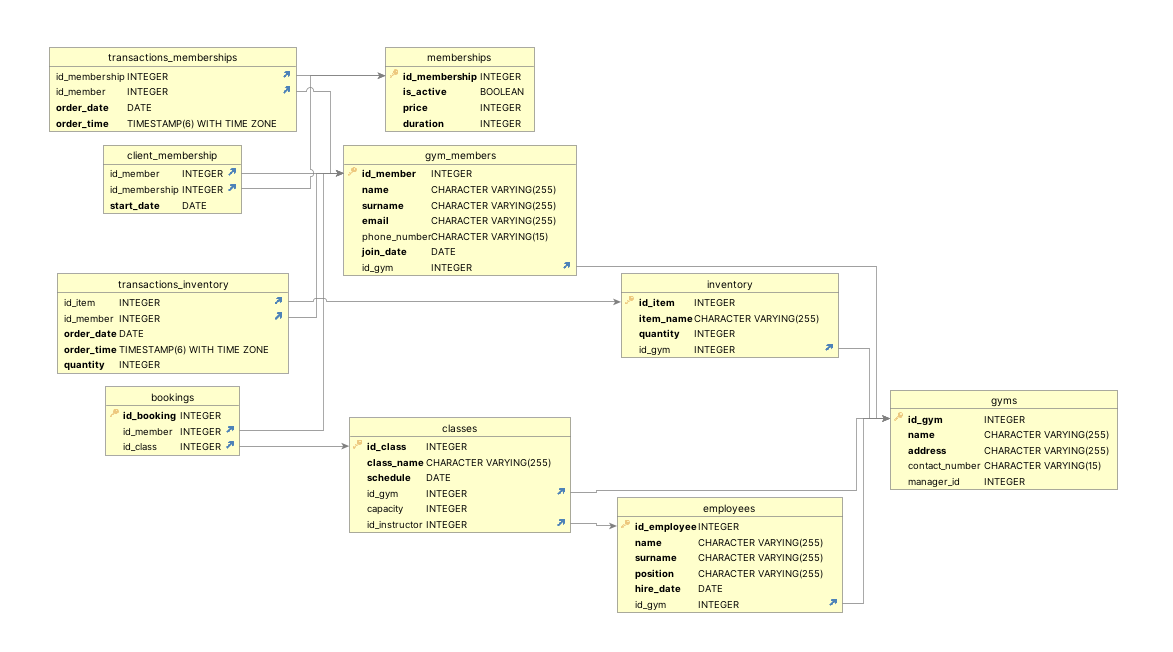 transactions_memberships
id_membership INTEGER
id_member INTEGER
order_date DATE
order_time TIMESTAMP(6) WITH TIME ZONE
memberships
id_membership INTEGER
is_active BOOLEAN
price INTEGER
duration INTEGER
client_membership
id_member INTEGER
id_membership INTEGER
start_date DATE
gym_members
id_member INTEGER
name CHARACTER VARYING(255)
surname CHARACTER VARYING(255)
email CHARACTER VARYING(255)
phone_number CHARACTER VARYING(15)
join_date DATE
id_gym INTEGER
transactions_inventory
id_item INTEGER
id_member INTEGER
order_date DATE
order_time TIMESTAMP(6) WITH TIME ZONE
quantity INTEGER
inventory
id_item INTEGER
item_name CHARACTER VARYING(255)
quantity INTEGER
id_gym INTEGER
bookings
id_booking INTEGER
id_member INTEGER
id_class INTEGER
classes
id_class INTEGER
class_name CHARACTER VARYING(255)
schedule DATE
id_gym INTEGER
capacity INTEGER
id_instructor INTEGER
gyms
id_gym INTEGER
name CHARACTER VARYING(255)
address CHARACTER VARYING(255)
contact_number CHARACTER VARYING(15)
manager_id INTEGER
employees
id_employee INTEGER
name CHARACTER VARYING(255)
surname CHARACTER VARYING(255)
position CHARACTER VARYING(255)
hire_date DATE
id_gym INTEGER